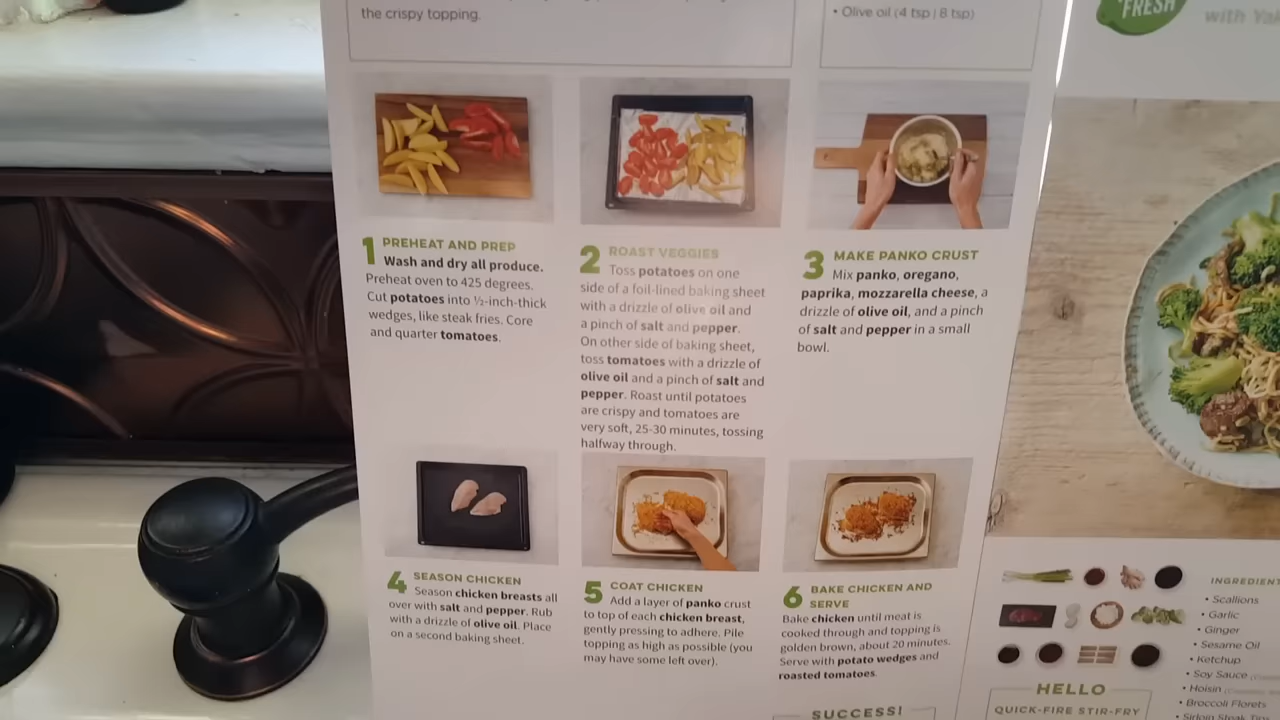 the crispy topping.
• Olive oil (4 tsp | 8 tsp)
FRESH
1 PREHEAT AND PREP
Wash and dry all produce.
Preheat oven to 425 degrees.
Cut potatoes into ½-inch-thick
wedges, like steak fries. Core
and quarter tomatoes.
2 ROAST VEGGIES
Toss potatoes on one
side of a foil-lined baking sheet
with a drizzle of olive oil and
a pinch of salt and pepper.
On other side of baking sheet,
toss tomatoes with a drizzle of
olive oil and a pinch of salt and
pepper. Roast until potatoes
are crispy and tomatoes are
very soft, 25-30 minutes, tossing
halfway through.
3 MAKE PANKO CRUST
Mix panko, oregano,
paprika, mozzarella cheese, a
drizzle of olive oil, and a pinch
of salt and pepper in a small
bowl.
4 SEASON CHICKEN
Season chicken breasts all
over with salt and pepper. Rub
with a drizzle of olive oil. Place
on a second baking sheet.
5 COAT CHICKEN
Add a layer of panko crust
to top of each chicken breast,
gently pressing to adhere. Pile
topping as high as possible (you
may have some left over).
6 BAKE CHICKEN AND
SERVE
Bake chicken until meat is
cooked through and topping is
golden brown, about 20 minutes.
Serve with potato wedges and
roasted tomatoes.
SUCCESS!
with
INGREDIENT
• Scallions
• Garlic
• Ginger
• Sesame Oil
• Ketchup
• Soy Sauce
• Hoisin
• Broccoli Florets
• Sirloin Steak Tips
HELLO
QUICK-FIRE STIR-FRY